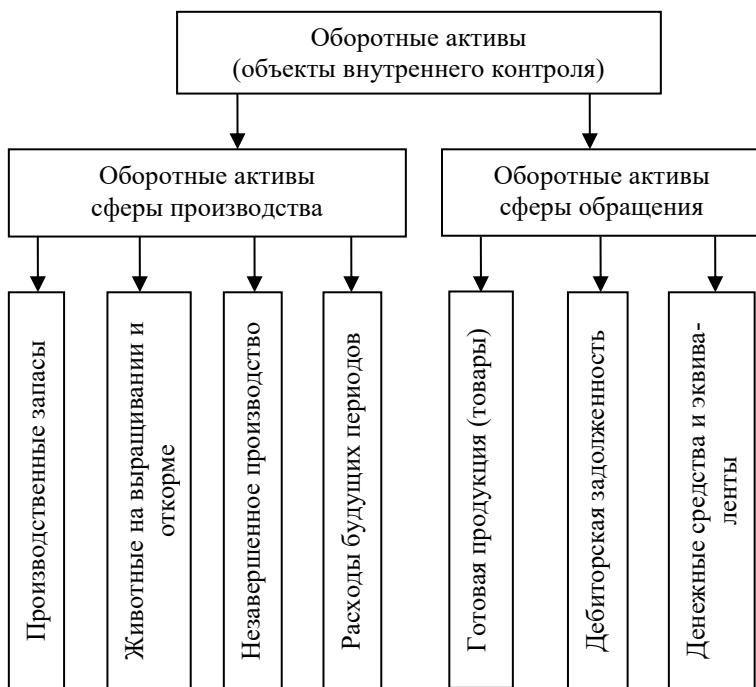 Оборотные активы
(объекты внутреннего контроля)
Оборотные активы
сферы производства
Оборотные активы
сферы обращения
Производственные запасы
Животные на выращивании и
откорме
Незавершенное производство
Расходы будущих периодов
Готовая продукция (товары)
Дебиторская задолженность
Денежные средства и эквива-
ленты